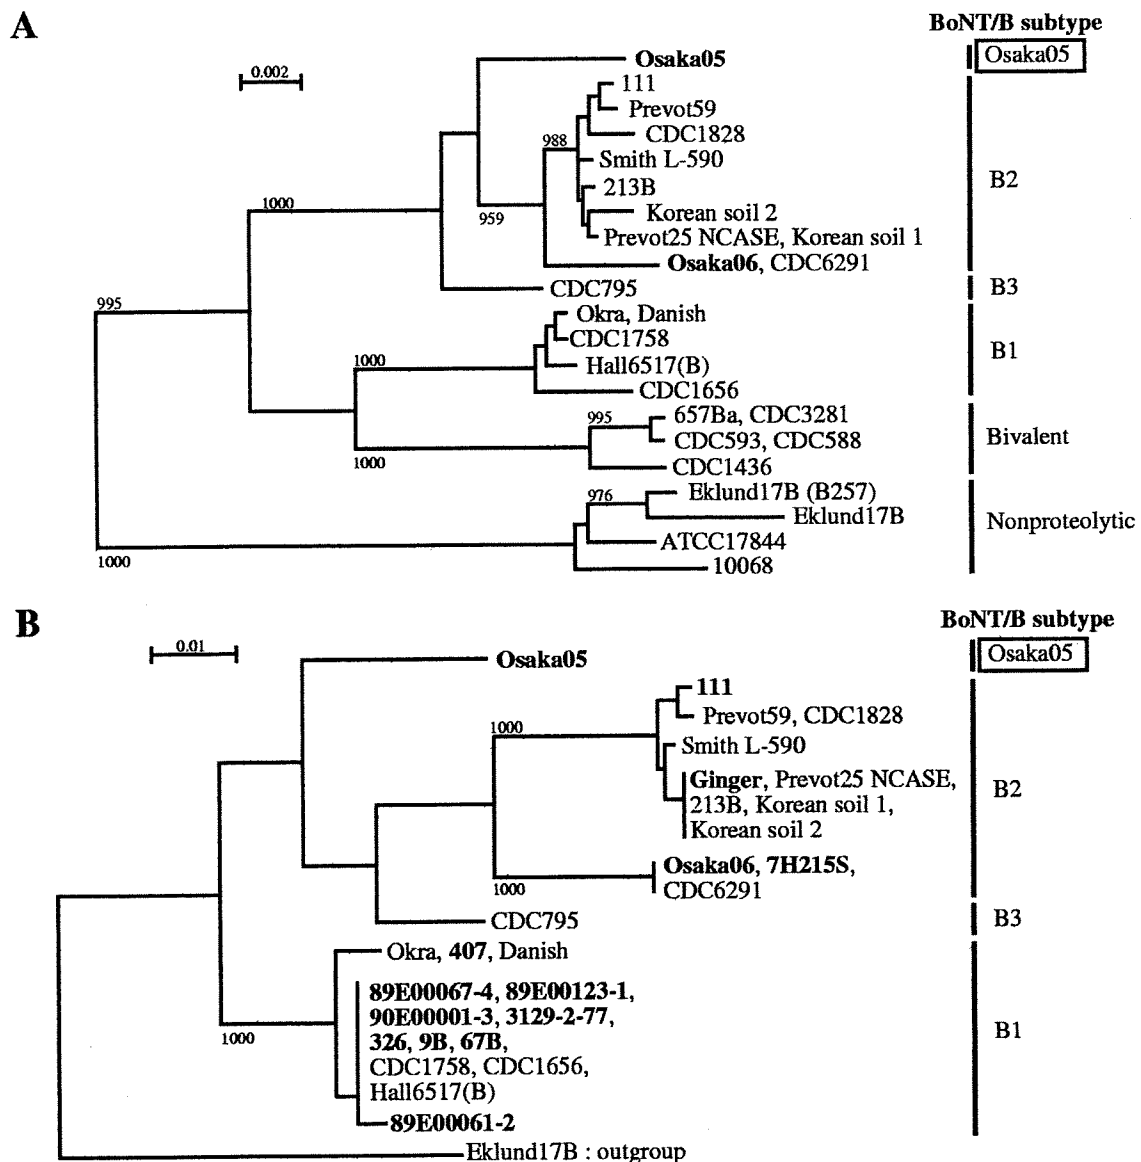 A
BoNT/B subtype
0.002
Osaka05
Osaka05
111
Prevot59
CDC1828
988
Smith L-590
B2
213B
1000
959
Korean soil 2
Prevot25 NCASE, Korean soil 1
Osaka06, CDC6291
CDC795
B3
995
Okra, Danish
CDC1758
B1
1000
Hall6517(B)
CDC1656
995
657Ba, CDC3281
CDC593, CDC588
Bivalent
1000
CDC1436
976
Eklund17B (B257)
Eklund17B
Nonproteolytic
ATCC17844
1000
10068
B
BoNT/B subtype
0.01
Osaka05
Osaka05
111
Prevot59, CDC1828
1000
Smith L-590
Ginger, Prevot25 NCASE,
213B, Korean soil 1,
Korean soil 2
B2
Osaka06, 7H215S,
CDC6291
1000
CDC795
B3
Okra, 407, Danish
89E00067-4, 89E00123-1,
90E00001-3, 3129-2-77,
326, 9B, 67B,
CDC1758, CDC1656,
Hall6517(B)
B1
1000
89E00061-2
Eklund17B : outgroup